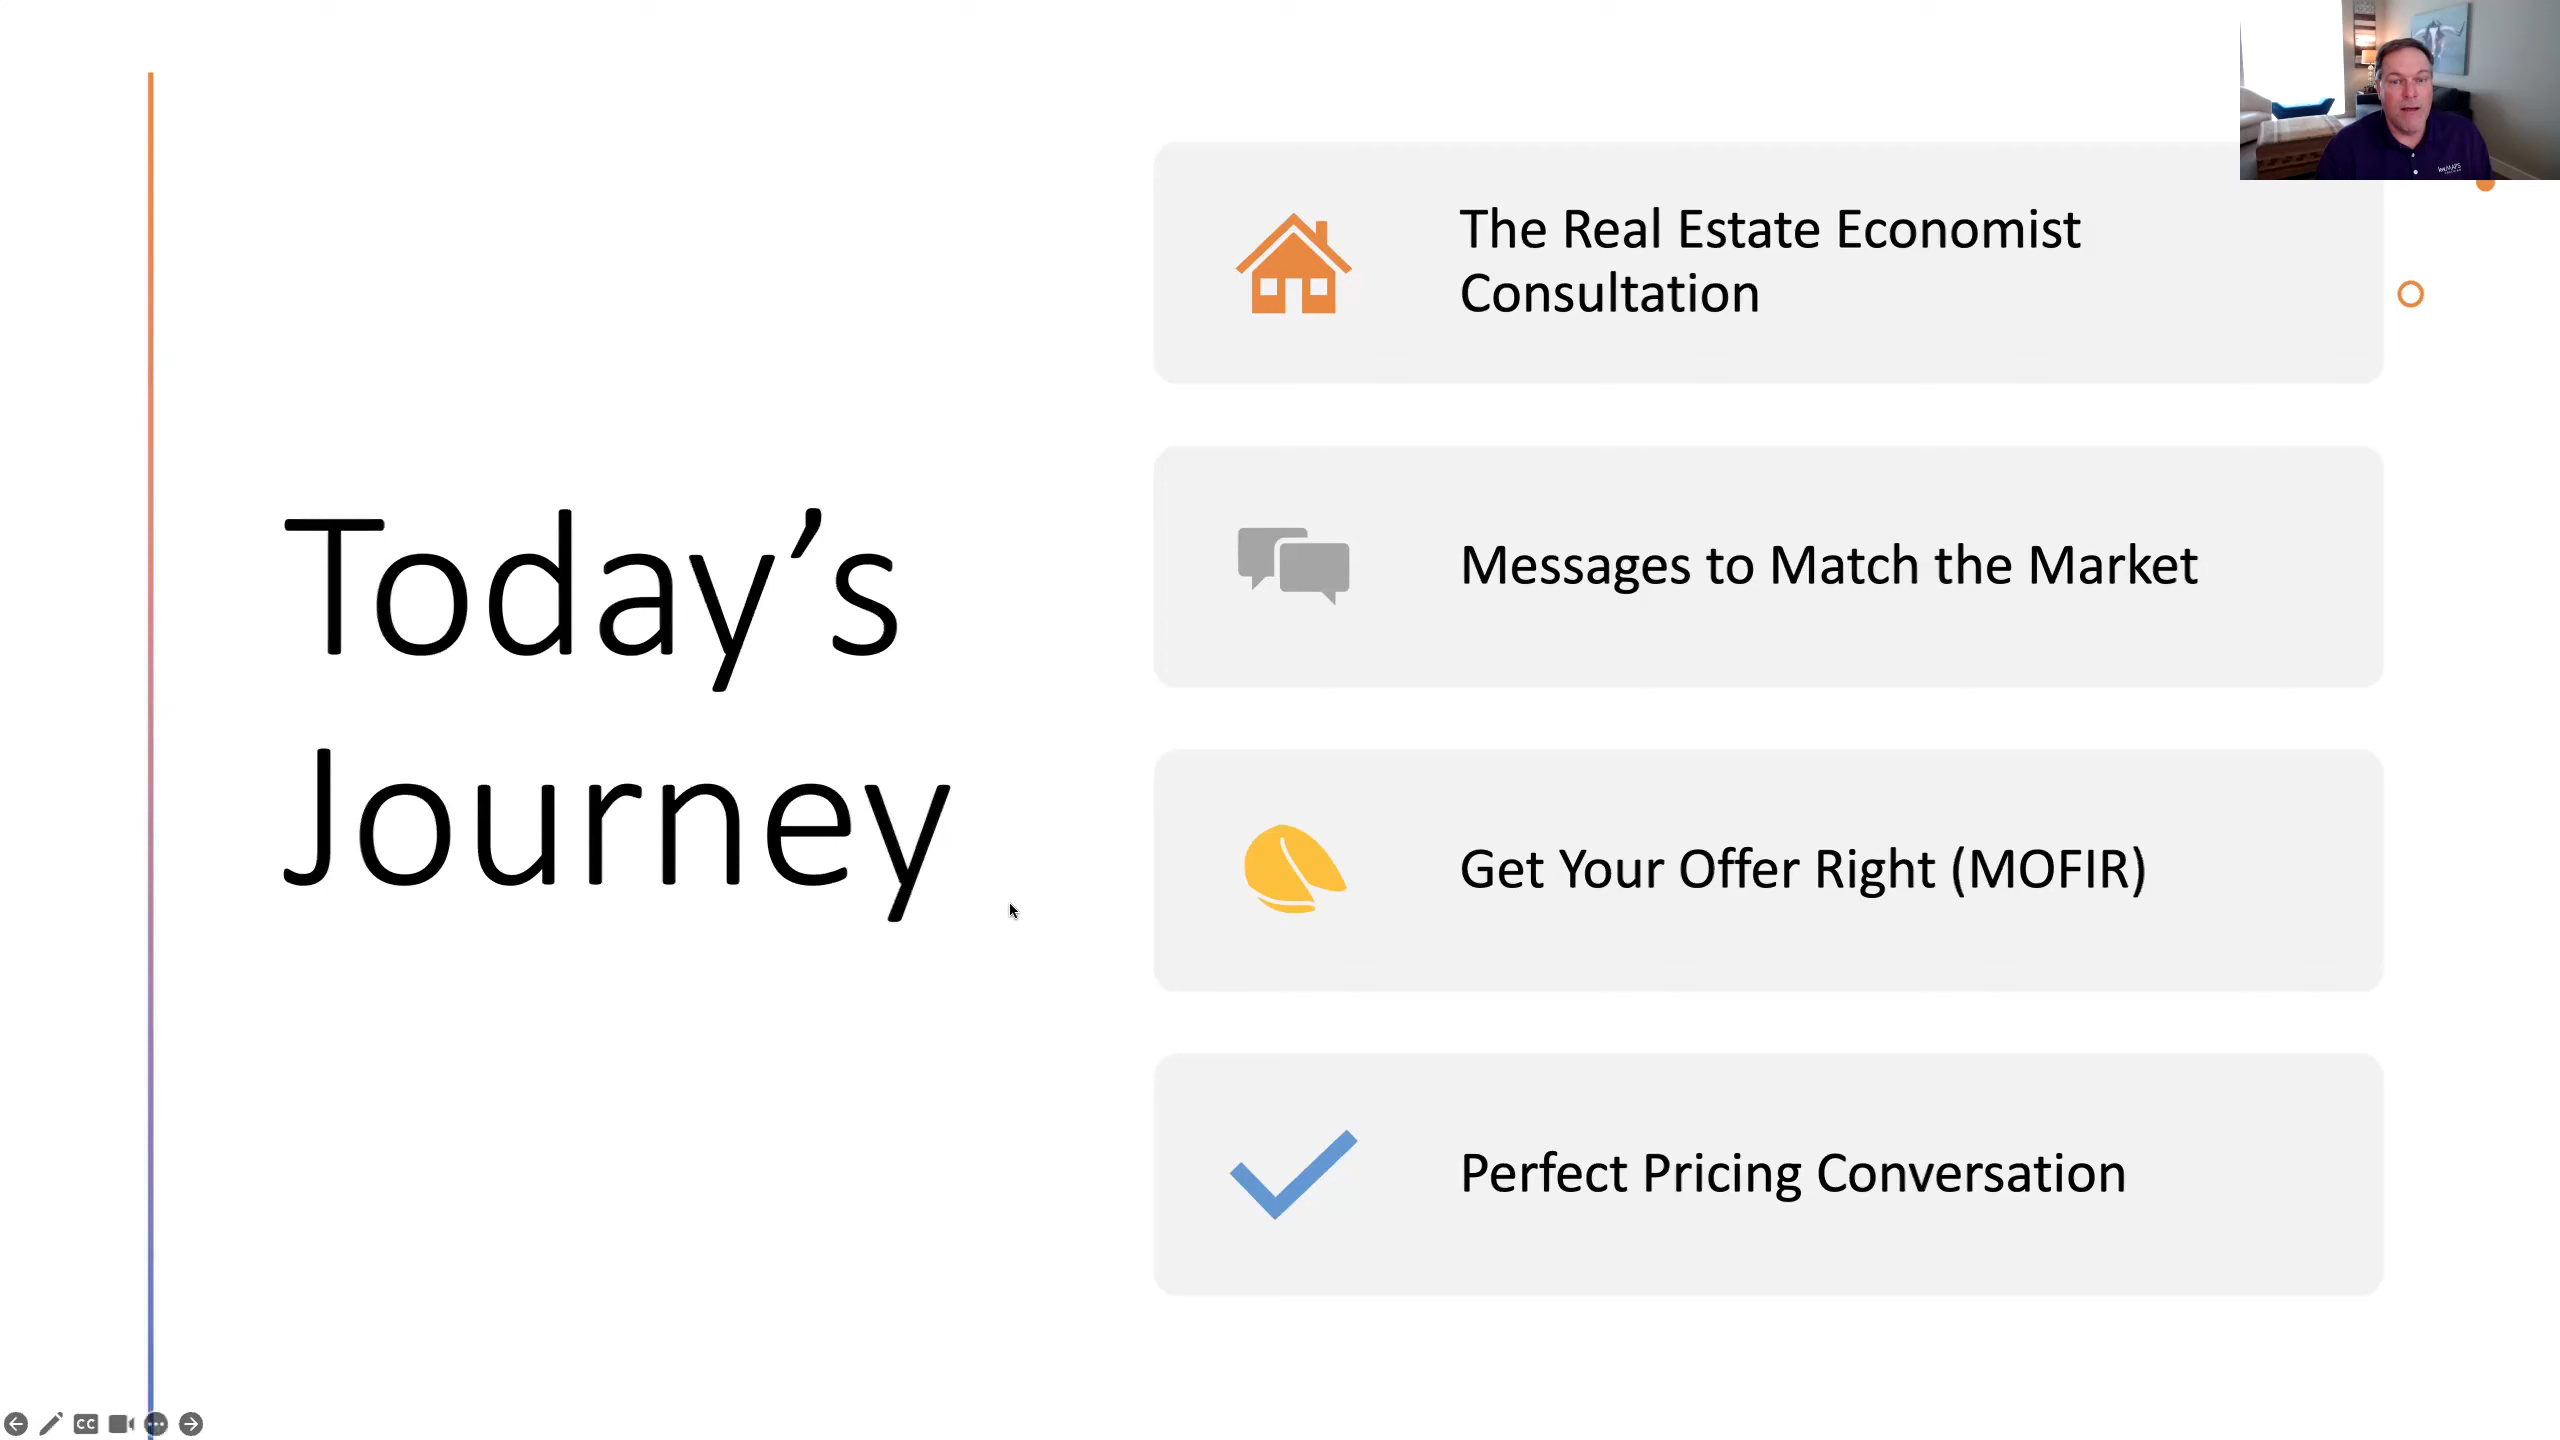 Today’s
Journey
The Real Estate Economist
Consultation
Messages to Match the Market
Get Your Offer Right (MOFIR)
Perfect Pricing Conversation
CC